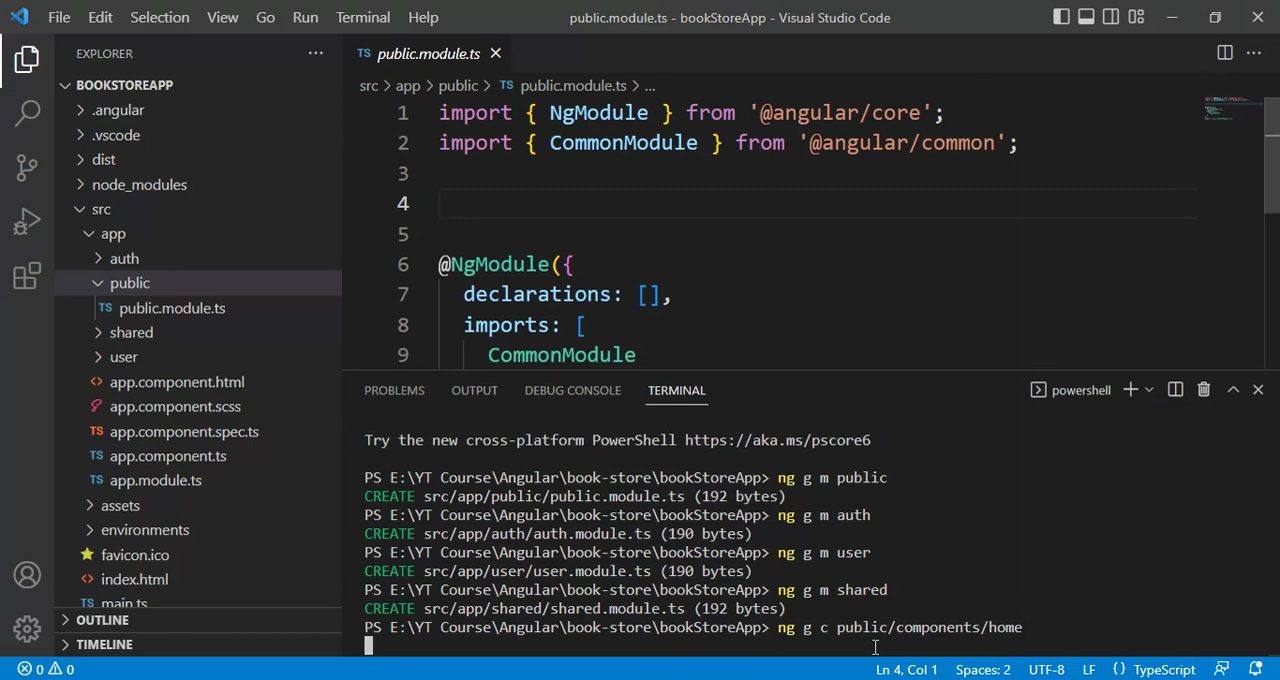 File Edit Selection View Go Run Terminal Help public.module.ts - bookStoreApp - Visual Studio Code
EXPLORER
BOOKSTOREAPP
.angular
.vscode
dist
node_modules
src
app
auth
public
TS public.module.ts
shared
user
<> app.component.html
app.component.scss
TS app.component.spec.ts
TS app.component.ts
TS app.module.ts
assets
environments
favicon.ico
<> index.html
TS main.ts
OUTLINE
TIMELINE
TS public.module.ts
src > app > public > TS public.module.ts > ...
1 import { NgModule } from '@angular/core';
2 import { CommonModule } from '@angular/common';
3
4
5
6 @NgModule({
7 declarations: [],
8 imports: [
9 CommonModule
PROBLEMS OUTPUT DEBUG CONSOLE TERMINAL powershell
Try the new cross-platform PowerShell https://aka.ms/pscore6
PS E:\YT Course\Angular\book-store\bookStoreApp> ng g m public
CREATE src/app/public/public.module.ts (192 bytes)
PS E:\YT Course\Angular\book-store\bookStoreApp> ng g m auth
CREATE src/app/auth/auth.module.ts (190 bytes)
PS E:\YT Course\Angular\book-store\bookStoreApp> ng g m user
CREATE src/app/user/user.module.ts (190 bytes)
PS E:\YT Course\Angular\book-store\bookStoreApp> ng g m shared
CREATE src/app/shared/shared.module.ts (192 bytes)
PS E:\YT Course\Angular\book-store\bookStoreApp> ng g c public/components/home
0 0 Ln 4, Col 1 Spaces: 2 UTF-8 LF {} TypeScript